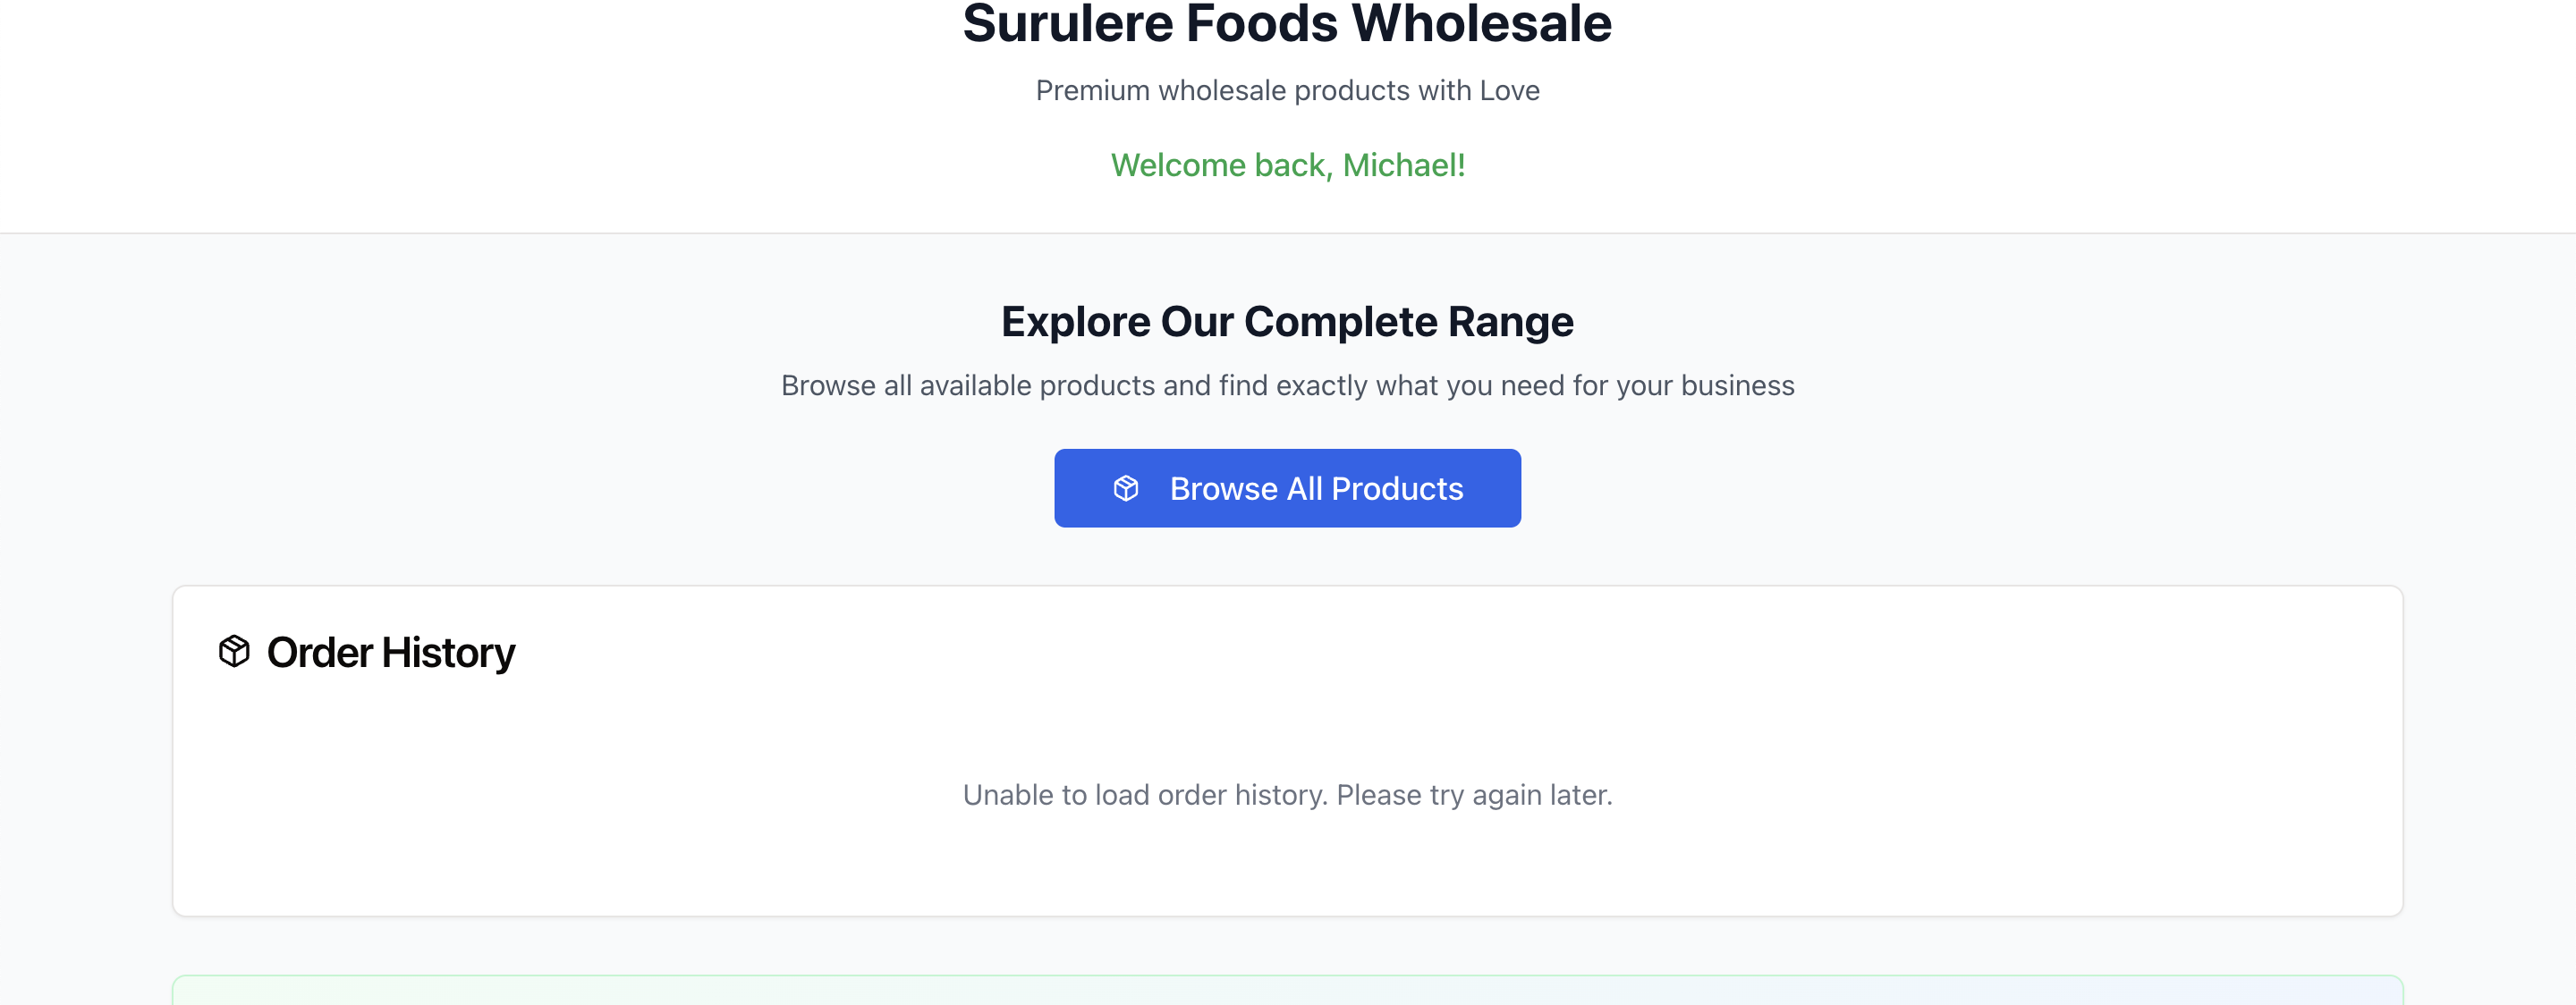 Surulere Foods Wholesale
Premium wholesale products with Love
Welcome back, Michael!
Explore Our Complete Range
Browse all available products and find exactly what you need for your business
Browse All Products
Order History
Unable to load order history. Please try again later.